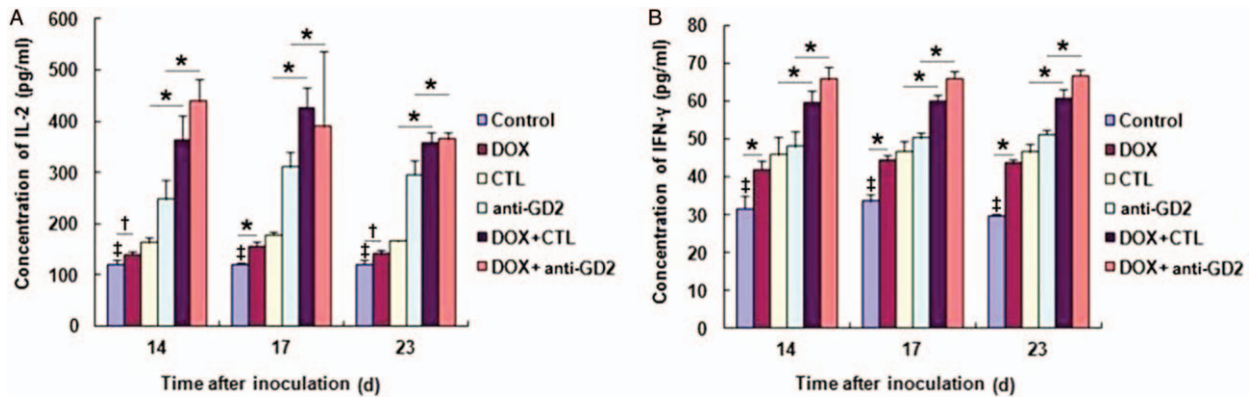 A
Concentration of IL-2 (pg/ml)
600
500
400
300
200
100
0
* * * * * *
‡ † ‡ * ‡ †
14 17 23
Time after inoculation (d)
Control
DOX
CTL
anti-GD2
DOX+CTL
DOX+ anti-GD2
B
Concentration of IFN-γ (pg/ml)
80
70
60
50
40
30
20
10
0
* * * * * *
‡ * ‡ * ‡ *
14 17 23
Time after inoculation (d)
Control
DOX
CTL
anti-GD2
DOX+CTL
DOX+ anti-GD2